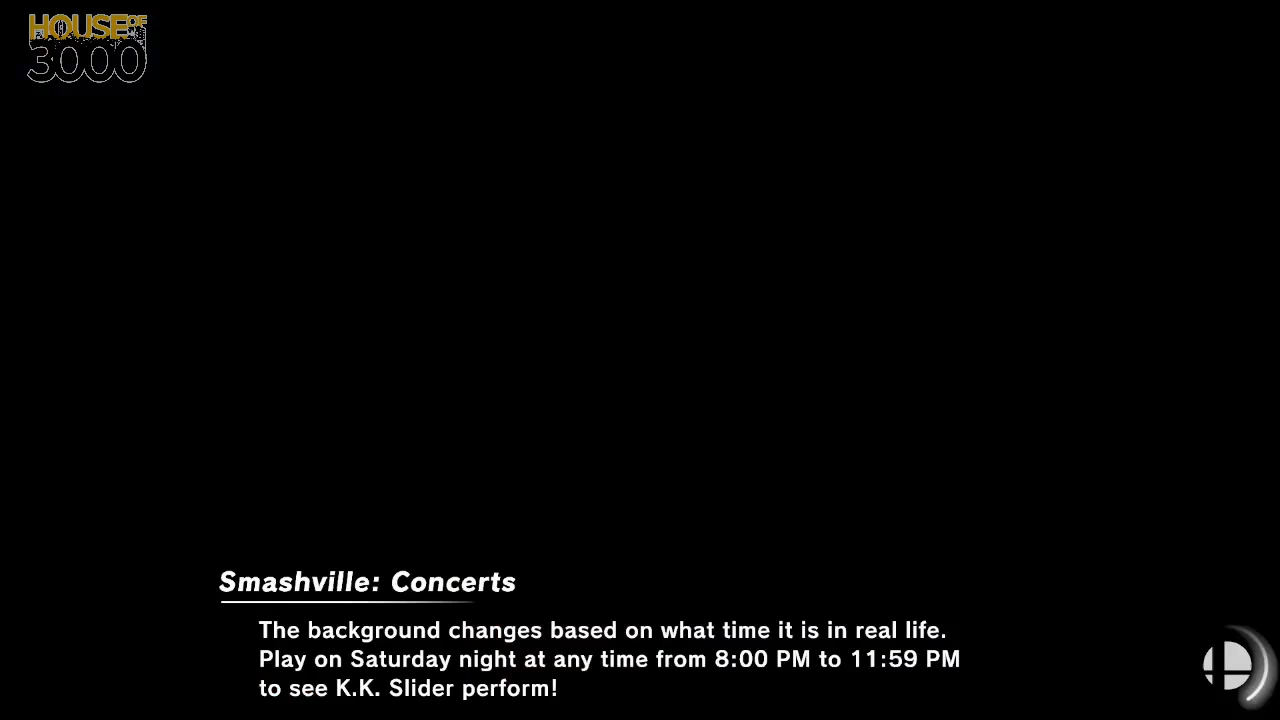 HOUSE OF
3000
Smashville: Concerts
The background changes based on what time it is in real life.
Play on Saturday night at any time from 8:00 PM to 11:59 PM
to see K.K. Slider perform!